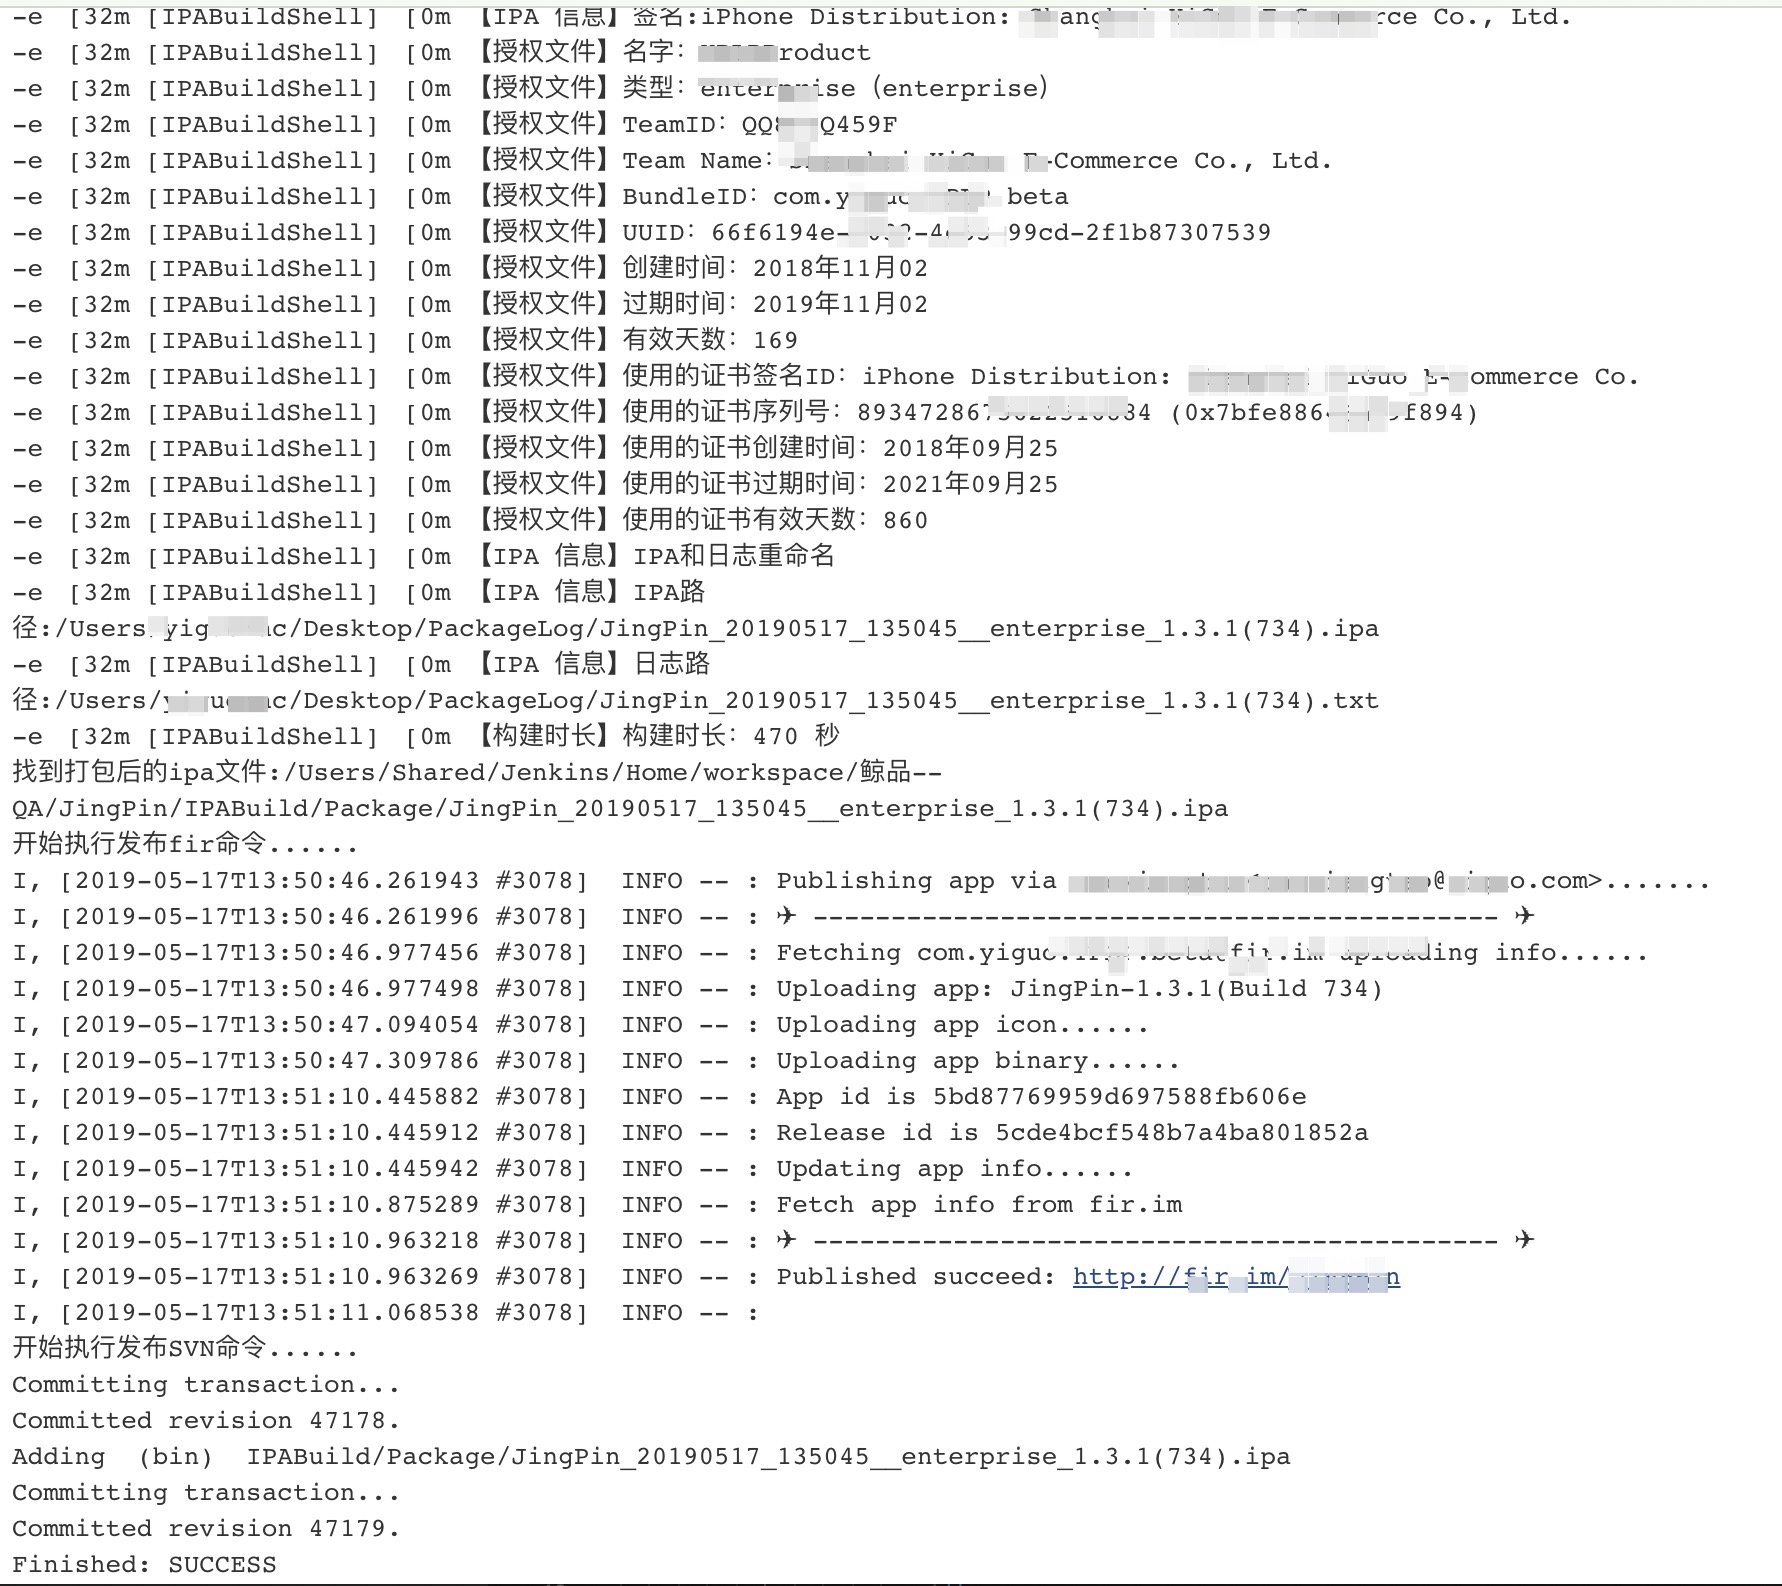 -e [32m [IPABuildShell] [0m 【IPA 信息】签名:iPhone Distribution: Co., Ltd.
-e [32m [IPABuildShell] [0m 【授权文件】名字: roduct
-e [32m [IPABuildShell] [0m 【授权文件】类型: enterprise（enterprise）
-e [32m [IPABuildShell] [0m 【授权文件】TeamID: QQ Q459F
-e [32m [IPABuildShell] [0m 【授权文件】Team Name: -Commerce Co., Ltd.
-e [32m [IPABuildShell] [0m 【授权文件】BundleID: com.y beta
-e [32m [IPABuildShell] [0m 【授权文件】UUID: 66f6194e- 99cd-2f1b87307539
-e [32m [IPABuildShell] [0m 【授权文件】创建时间: 2018年11月02
-e [32m [IPABuildShell] [0m 【授权文件】过期时间: 2019年11月02
-e [32m [IPABuildShell] [0m 【授权文件】有效天数: 169
-e [32m [IPABuildShell] [0m 【授权文件】使用的证书签名ID: iPhone Distribution: ommerce Co.
-e [32m [IPABuildShell] [0m 【授权文件】使用的证书序列号: 893472867 84 (0x7bfe886 f894)
-e [32m [IPABuildShell] [0m 【授权文件】使用的证书创建时间: 2018年09月25
-e [32m [IPABuildShell] [0m 【授权文件】使用的证书过期时间: 2021年09月25
-e [32m [IPABuildShell] [0m 【授权文件】使用的证书有效天数: 860
-e [32m [IPABuildShell] [0m 【IPA 信息】IPA和日志重命名
-e [32m [IPABuildShell] [0m 【IPA 信息】IPA路
径:/Users yig c/Desktop/PackageLog/JingPin_20190517_135045__enterprise_1.3.1(734).ipa
-e [32m [IPABuildShell] [0m 【IPA 信息】日志路
径:/Users/ c/Desktop/PackageLog/JingPin_20190517_135045__enterprise_1.3.1(734).txt
-e [32m [IPABuildShell] [0m 【构建时长】构建时长: 470 秒
找到打包后的ipa文件:/Users/Shared/Jenkins/Home/workspace/鲸品--
QA/JingPin/IPABuild/Package/JingPin_20190517_135045__enterprise_1.3.1(734).ipa
开始执行发布fir命令......
I, [2019-05-17T13:50:46.261943 #3078]  INFO -- : Publishing app via o.com>.......
I, [2019-05-17T13:50:46.261996 #3078]  INFO -- : ✈ -------------------------------------------- ✈
I, [2019-05-17T13:50:46.977456 #3078]  INFO -- : Fetching com.yiguo. uploading info......
I, [2019-05-17T13:50:46.977498 #3078]  INFO -- : Uploading app: JingPin-1.3.1(Build 734)
I, [2019-05-17T13:50:47.094054 #3078]  INFO -- : Uploading app icon......
I, [2019-05-17T13:50:47.309786 #3078]  INFO -- : Uploading app binary......
I, [2019-05-17T13:51:10.445882 #3078]  INFO -- : App id is 5bd87769959d697588fb606e
I, [2019-05-17T13:51:10.445912 #3078]  INFO -- : Release id is 5cde4bcf548b7a4ba801852a
I, [2019-05-17T13:51:10.445942 #3078]  INFO -- : Updating app info......
I, [2019-05-17T13:51:10.875289 #3078]  INFO -- : Fetch app info from fir.im
I, [2019-05-17T13:51:10.963218 #3078]  INFO -- : ✈ -------------------------------------------- ✈
I, [2019-05-17T13:51:10.963269 #3078]  INFO -- : Published succeed: http://fir.im/
I, [2019-05-17T13:51:11.068538 #3078]  INFO -- :
开始执行发布SVN命令......
Committing transaction...
Committed revision 47178.
Adding  (bin)  IPABuild/Package/JingPin_20190517_135045__enterprise_1.3.1(734).ipa
Committing transaction...
Committed revision 47179.
Finished: SUCCESS